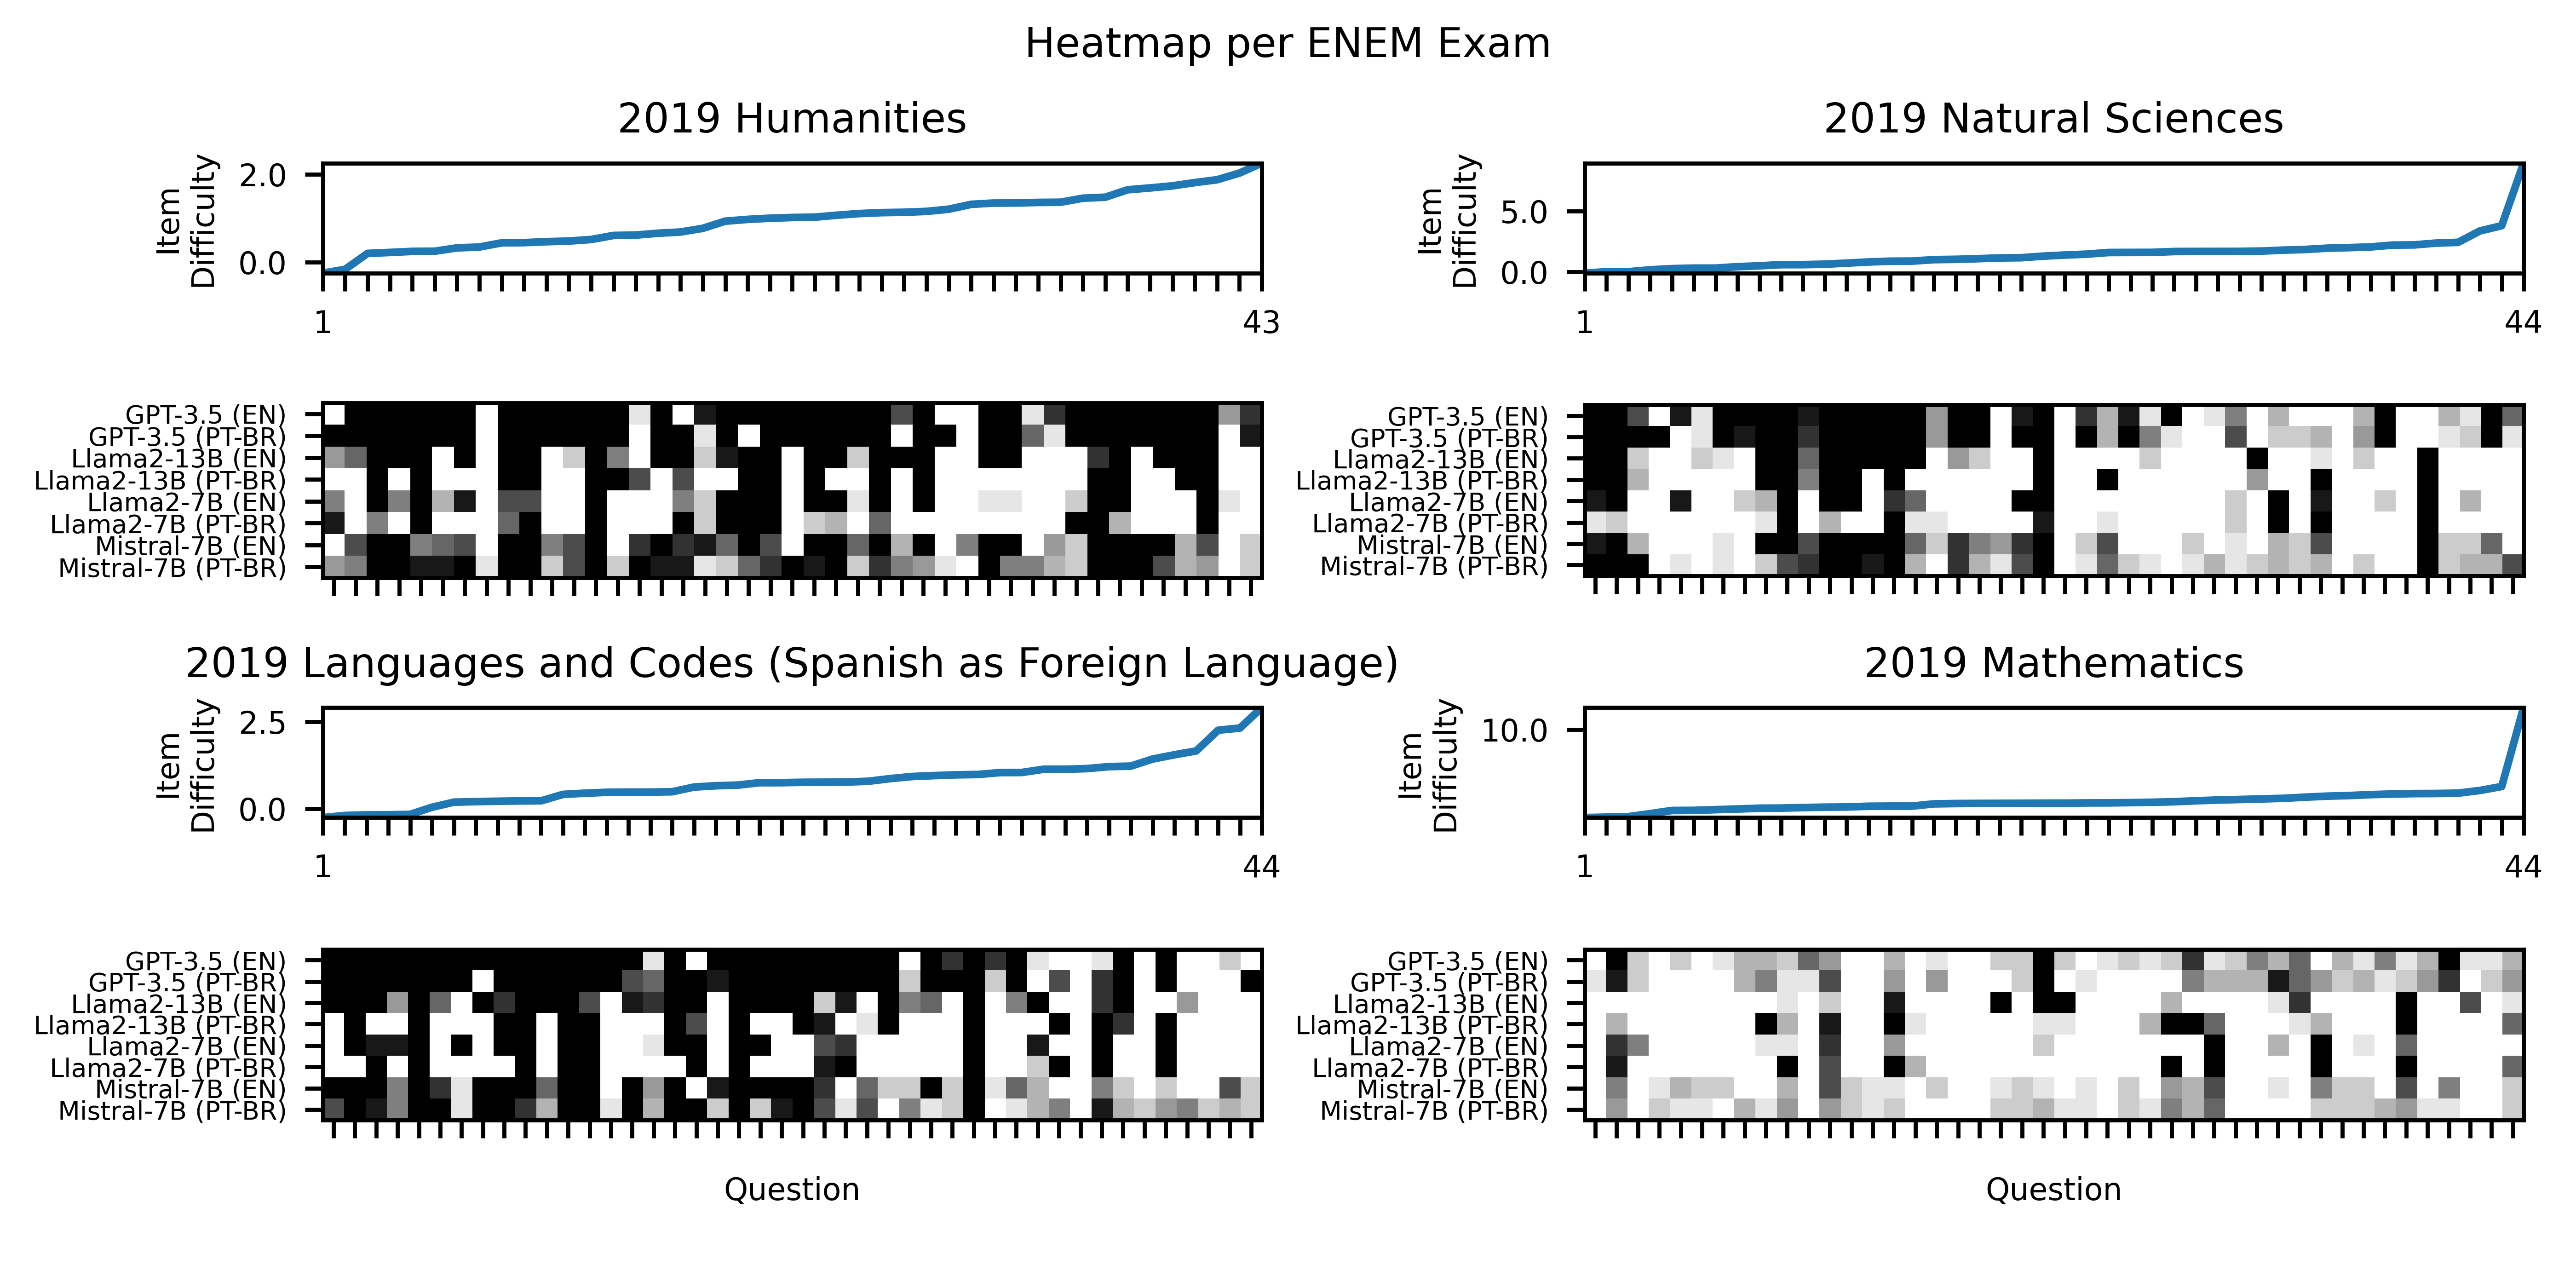 Heatmap per ENEM Exam
2019 Humanities
Item
Difficulty
2.0
0.0
1
43
GPT-3.5 (EN)
GPT-3.5 (PT-BR)
Llama2-13B (EN)
Llama2-13B (PT-BR)
Llama2-7B (EN)
Llama2-7B (PT-BR)
Mistral-7B (EN)
Mistral-7B (PT-BR)
2019 Natural Sciences
Item
Difficulty
5.0
0.0
1
44
GPT-3.5 (EN)
GPT-3.5 (PT-BR)
Llama2-13B (EN)
Llama2-13B (PT-BR)
Llama2-7B (EN)
Llama2-7B (PT-BR)
Mistral-7B (EN)
Mistral-7B (PT-BR)
2019 Languages and Codes (Spanish as Foreign Language)
Item
Difficulty
2.5
0.0
1
44
GPT-3.5 (EN)
GPT-3.5 (PT-BR)
Llama2-13B (EN)
Llama2-13B (PT-BR)
Llama2-7B (EN)
Llama2-7B (PT-BR)
Mistral-7B (EN)
Mistral-7B (PT-BR)
Question
2019 Mathematics
Item
Difficulty
10.0
1
44
GPT-3.5 (EN)
GPT-3.5 (PT-BR)
Llama2-13B (EN)
Llama2-13B (PT-BR)
Llama2-7B (EN)
Llama2-7B (PT-BR)
Mistral-7B (EN)
Mistral-7B (PT-BR)
Question